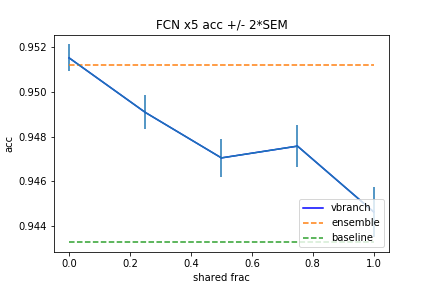 FCN x5 acc +/- 2*SEM
0.952
0.950
0.948
0.946
0.944
acc
vbranch
ensemble
baseline
0.0 0.2 0.4 0.6 0.8 1.0
shared frac